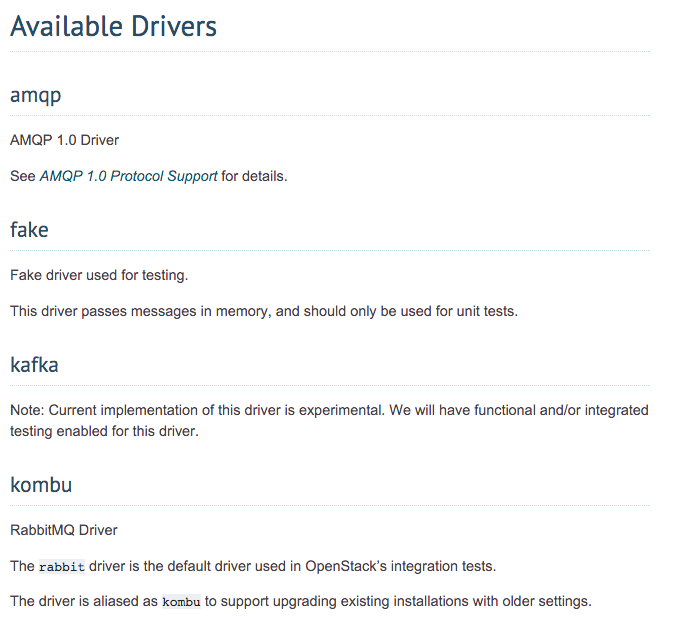 Available Drivers
amqp
AMQP 1.0 Driver
See AMQP 1.0 Protocol Support for details.
fake
Fake driver used for testing.
This driver passes messages in memory, and should only be used for unit tests.
kafka
Note: Current implementation of this driver is experimental. We will have functional and/or integrated
testing enabled for this driver.
kombu
RabbitMQ Driver
The rabbit driver is the default driver used in OpenStack's integration tests.
The driver is aliased as kombu to support upgrading existing installations with older settings.